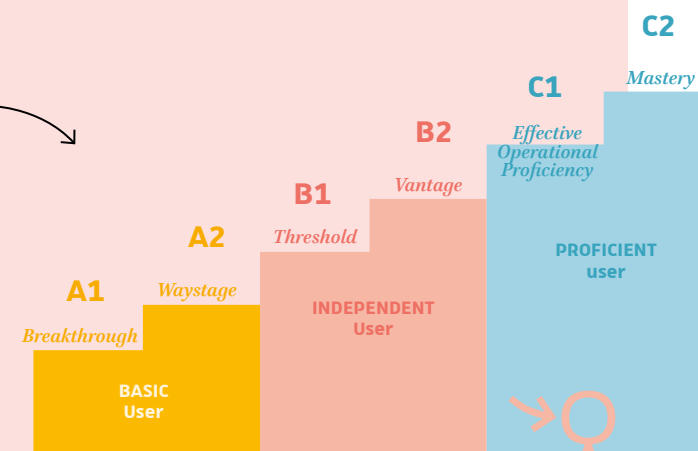 A1
Breakthrough
BASIC
User
A2
Waystage
B1
Threshold
INDEPENDENT
User
B2
Vantage
C1
Effective
Operational
Proficiency
PROFICIENT
user
C2
Mastery